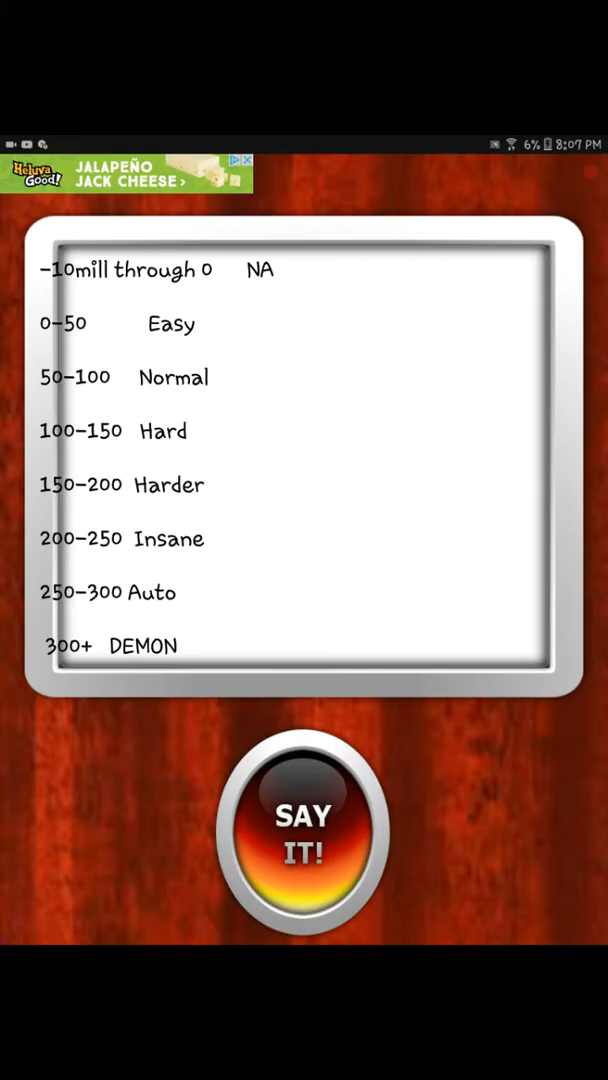 6% 8:07 PM
Heluva Good! JALAPEÑO
JACK CHEESE ›
-10mill through 0 NA
0-50 Easy
50-100 Normal
100-150 Hard
150-200 Harder
200-250 Insane
250-300 Auto
300+ DEMON
SAY
IT!